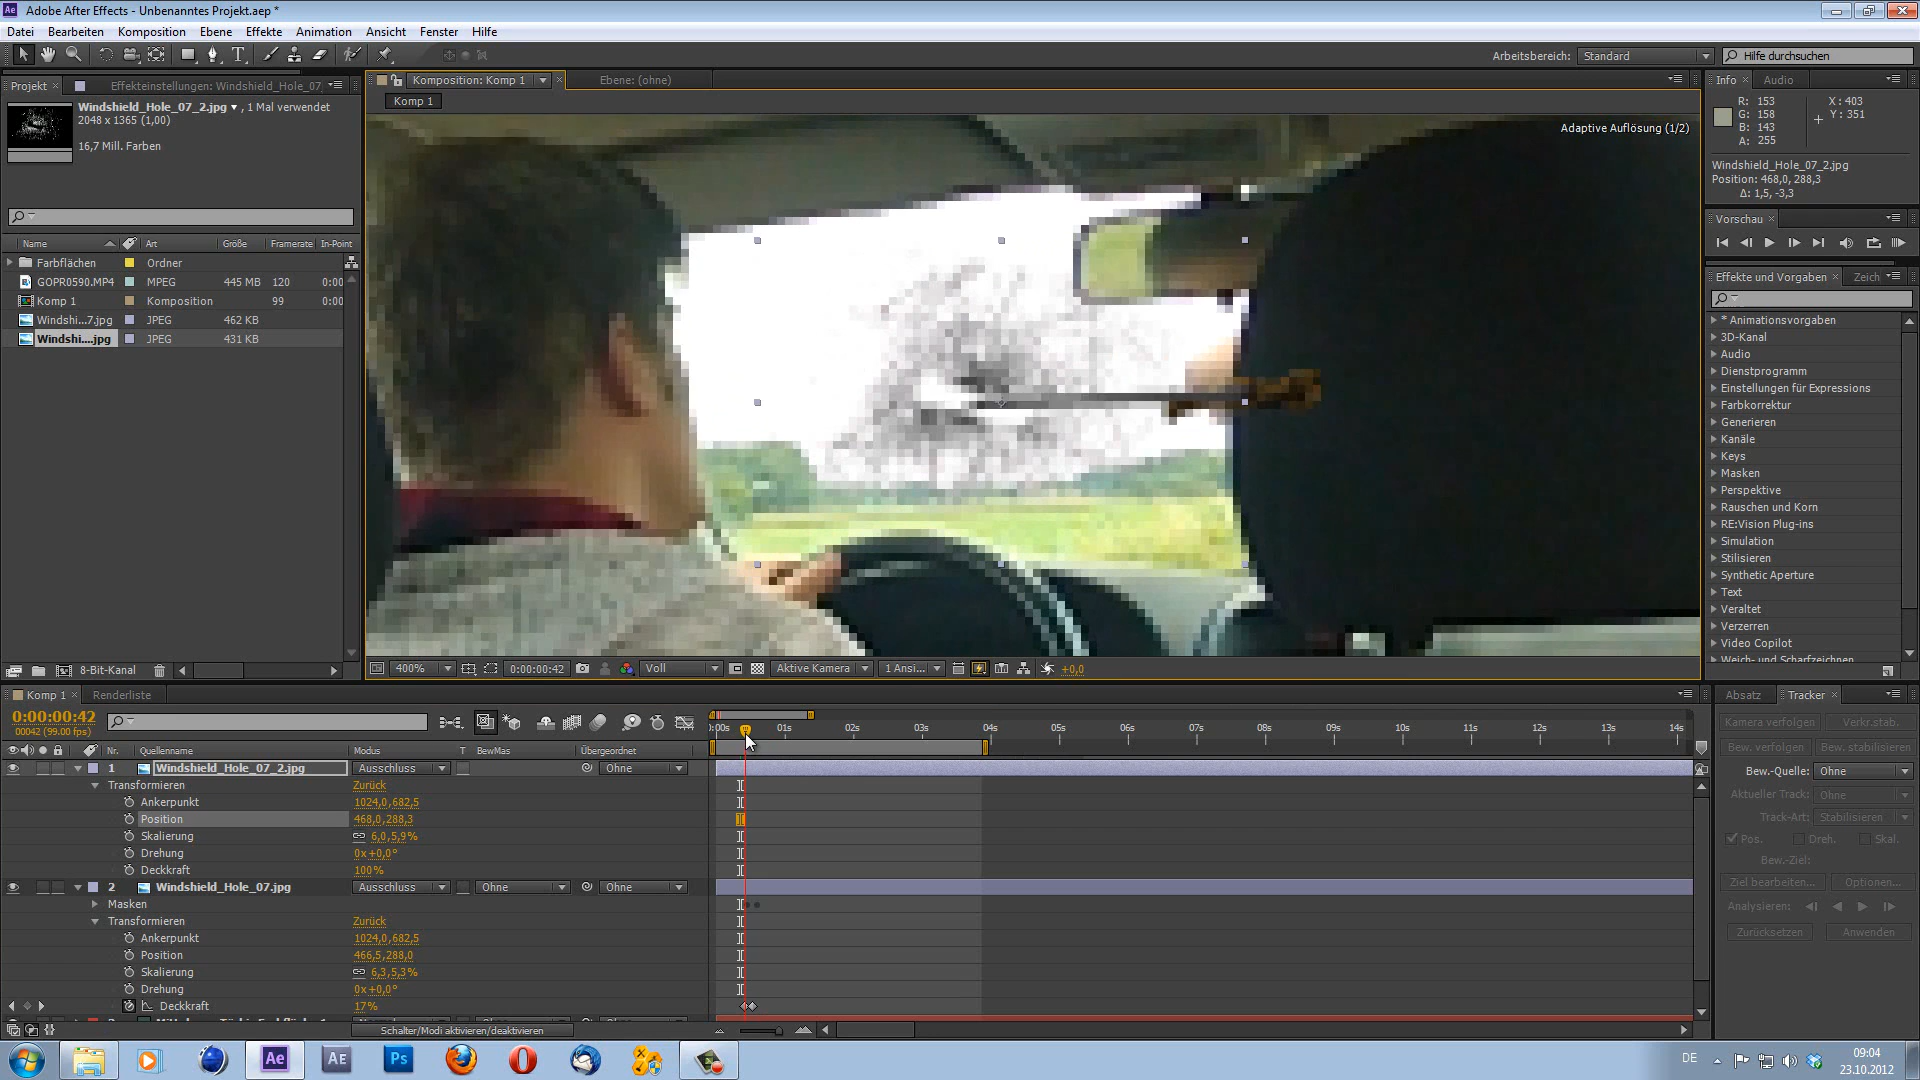 Adobe After Effects - Unbenanntes Projekt.aep *
Datei Bearbeiten Komposition Ebene Effekte Animation Ansicht Fenster Hilfe
Arbeitsbereich: Standard Hilfe durchsuchen
Projekt Effekteinstellungen: Windshield_Hole_07_
Windshield_Hole_07_2.jpg , 1 Mal verwendet
2048 x 1365 (1,00)
16,7 Mill. Farben
Name Art Größe Framerate In-Point
Farbflächen Ordner
GOPR0590.MP4 MPEG 445 MB 120 0:00
Komp 1 Komposition 99 0:00
Windshi...7.jpg JPEG 462 KB
Windshi....jpg JPEG 431 KB
8-Bit-Kanal
Komposition: Komp 1 Ebene: (ohne)
Komp 1
Adaptive Auflösung (1/2)
400% 0:00:00:42 Voll Aktive Kamera 1 Ansi... +0,0
Info Audio
R: 153 X: 403
G: 158 Y: 351
B: 143
A: 255
Windshield_Hole_07_2.jpg
Position: 468,0, 288,3
Δ: 1,5, -3,3
Vorschau
Effekte und Vorgaben Zeich
* Animationsvorgaben
3D-Kanal
Audio
Dienstprogramm
Einstellungen für Expressions
Farbkorrektur
Generieren
Kanäle
Keys
Masken
Perspektive
Rauschen und Korn
RE:Vision Plug-ins
Simulation
Stilisieren
Synthetic Aperture
Text
Veraltet
Verzerren
Video Copilot
Weich- und Scharfzeichnen
Komp 1 Renderliste
0:00:00:42
00042 (99.00 fps)
:00s 01s 02s 03s 04s 05s 06s 07s 08s 09s 10s 11s 12s 13s 14s
Nr. Quellenname Modus T BewMas Übergeordnet
1 Windshield_Hole_07_2.jpg Ausschluss Ohne
Transformieren Zurück
Ankerpunkt 1024,0,682,5
Position 468,0,288,3
Skalierung 6,0,5,9%
Drehung 0x+0,0°
Deckkraft 100%
2 Windshield_Hole_07.jpg Ausschluss Ohne Ohne
Masken
Transformieren Zurück
Ankerpunkt 1024,0,682,5
Position 466,5,288,0
Skalierung 6,3,5,3%
Drehung 0x+0,0°
Deckkraft 17%
Schalter/Modi aktivieren/deaktivieren
Absatz Tracker
Kamera verfolgen Verkr.stab.
Bew. verfolgen Bew. stabilisieren
Bew.-Quelle: Ohne
Aktueller Track: Ohne
Track-Art: Stabilisieren
Pos. Dreh. Skal.
Bew.-Ziel:
Ziel bearbeiten... Optionen...
Analysieren:
Zurücksetzen Anwenden
Ae AE Ps
DE 09:04
23.10.2012